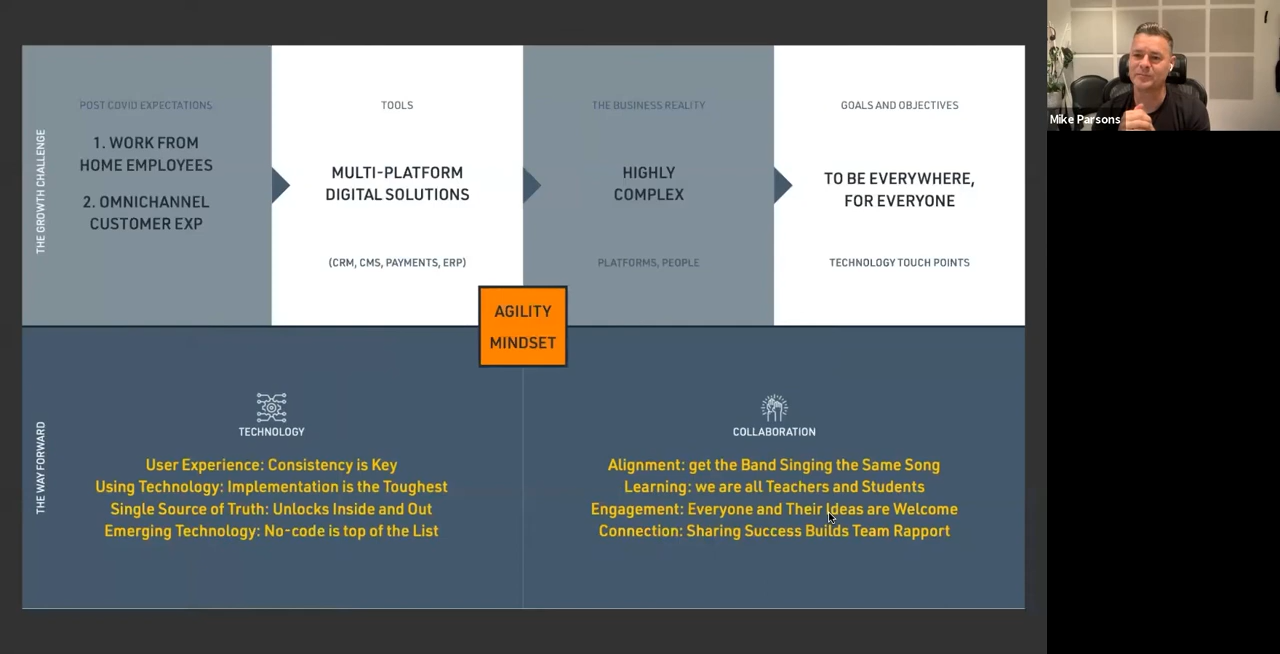 THE GROWTH CHALLENGE
POST COVID EXPECTATIONS
1. WORK FROM
HOME EMPLOYEES
2. OMNICHANNEL
CUSTOMER EXP
TOOLS
MULTI-PLATFORM
DIGITAL SOLUTIONS
(CRM, CMS, PAYMENTS, ERP)
THE BUSINESS REALITY
HIGHLY
COMPLEX
PLATFORMS, PEOPLE
GOALS AND OBJECTIVES
TO BE EVERYWHERE,
FOR EVERYONE
TECHNOLOGY TOUCH POINTS
AGILITY
MINDSET
THE WAY FORWARD
TECHNOLOGY
User Experience: Consistency is Key
Using Technology: Implementation is the Toughest
Single Source of Truth: Unlocks Inside and Out
Emerging Technology: No-code is top of the List
COLLABORATION
Alignment: get the Band Singing the Same Song
Learning: we are all Teachers and Students
Engagement: Everyone and Their Ideas are Welcome
Connection: Sharing Success Builds Team Rapport
Mike Parsons